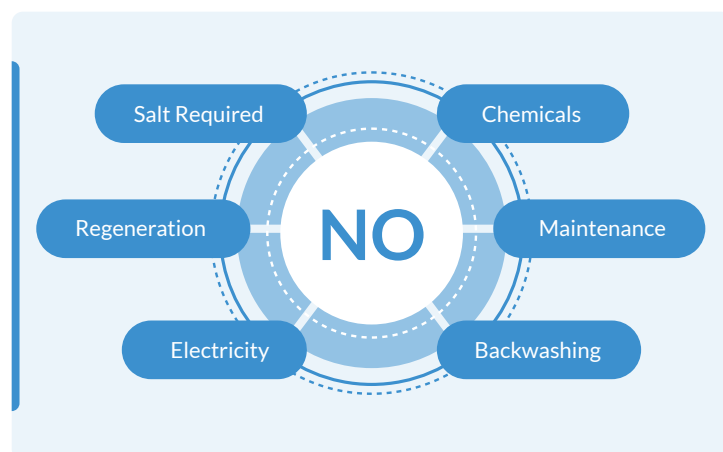 Salt Required
Chemicals
Regeneration
NO
Maintenance
Electricity
Backwashing